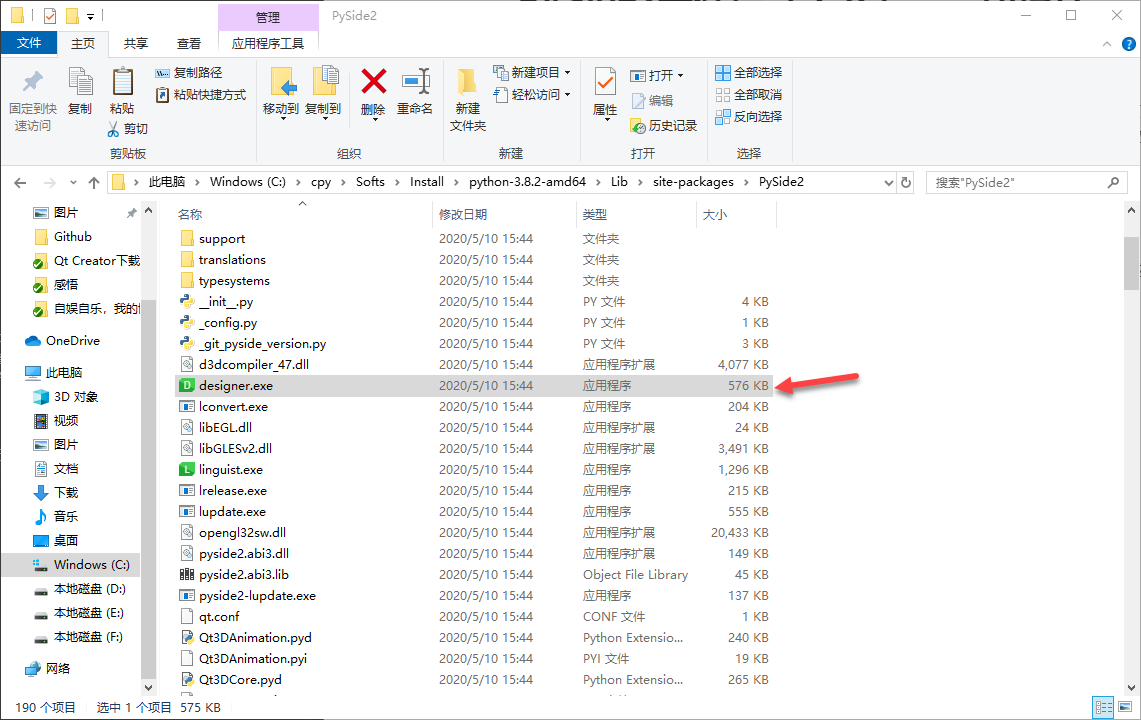 管理
PySide2
文件
主页
共享
查看
应用程序工具
固定到快
速访问
复制
粘贴
复制路径
粘贴快捷方式
剪切
剪贴板
移动到
复制到
删除
重命名
组织
新建
文件夹
新建项目
轻松访问
新建
属性
打开
编辑
历史记录
打开
全部选择
全部取消
反向选择
选择
此电脑 Windows (C:) cpy Softs Install python-3.8.2-amd64 Lib site-packages PySide2
搜索"PySide2"
图片
Github
Qt Creator下载
感悟
自娱自乐，我的
OneDrive
此电脑
3D 对象
视频
图片
文档
下载
音乐
桌面
Windows (C:)
本地磁盘 (D:)
本地磁盘 (E:)
本地磁盘 (F:)
网络
名称 修改日期 类型 大小
support 2020/5/10 15:44 文件夹
translations 2020/5/10 15:44 文件夹
typesystems 2020/5/10 15:44 文件夹
__init__.py 2020/5/10 15:44 PY 文件 4 KB
_config.py 2020/5/10 15:44 PY 文件 1 KB
_git_pyside_version.py 2020/5/10 15:44 PY 文件 3 KB
d3dcompiler_47.dll 2020/5/10 15:44 应用程序扩展 4,077 KB
designer.exe 2020/5/10 15:44 应用程序 576 KB
lconvert.exe 2020/5/10 15:44 应用程序 204 KB
libEGL.dll 2020/5/10 15:44 应用程序扩展 24 KB
libGLESv2.dll 2020/5/10 15:44 应用程序扩展 3,491 KB
linguist.exe 2020/5/10 15:44 应用程序 1,296 KB
lrelease.exe 2020/5/10 15:44 应用程序 215 KB
lupdate.exe 2020/5/10 15:44 应用程序 555 KB
opengl32sw.dll 2020/5/10 15:44 应用程序扩展 20,433 KB
pyside2.abi3.dll 2020/5/10 15:44 应用程序扩展 149 KB
pyside2.abi3.lib 2020/5/10 15:44 Object File Library 45 KB
pyside2-lupdate.exe 2020/5/10 15:44 应用程序 137 KB
qt.conf 2020/5/10 15:44 CONF 文件 1 KB
Qt3DAnimation.pyd 2020/5/10 15:44 Python Extensio... 240 KB
Qt3DAnimation.pyi 2020/5/10 15:44 PYI 文件 19 KB
Qt3DCore.pyd 2020/5/10 15:44 Python Extensio... 265 KB
190 个项目 选中 1 个项目 575 KB